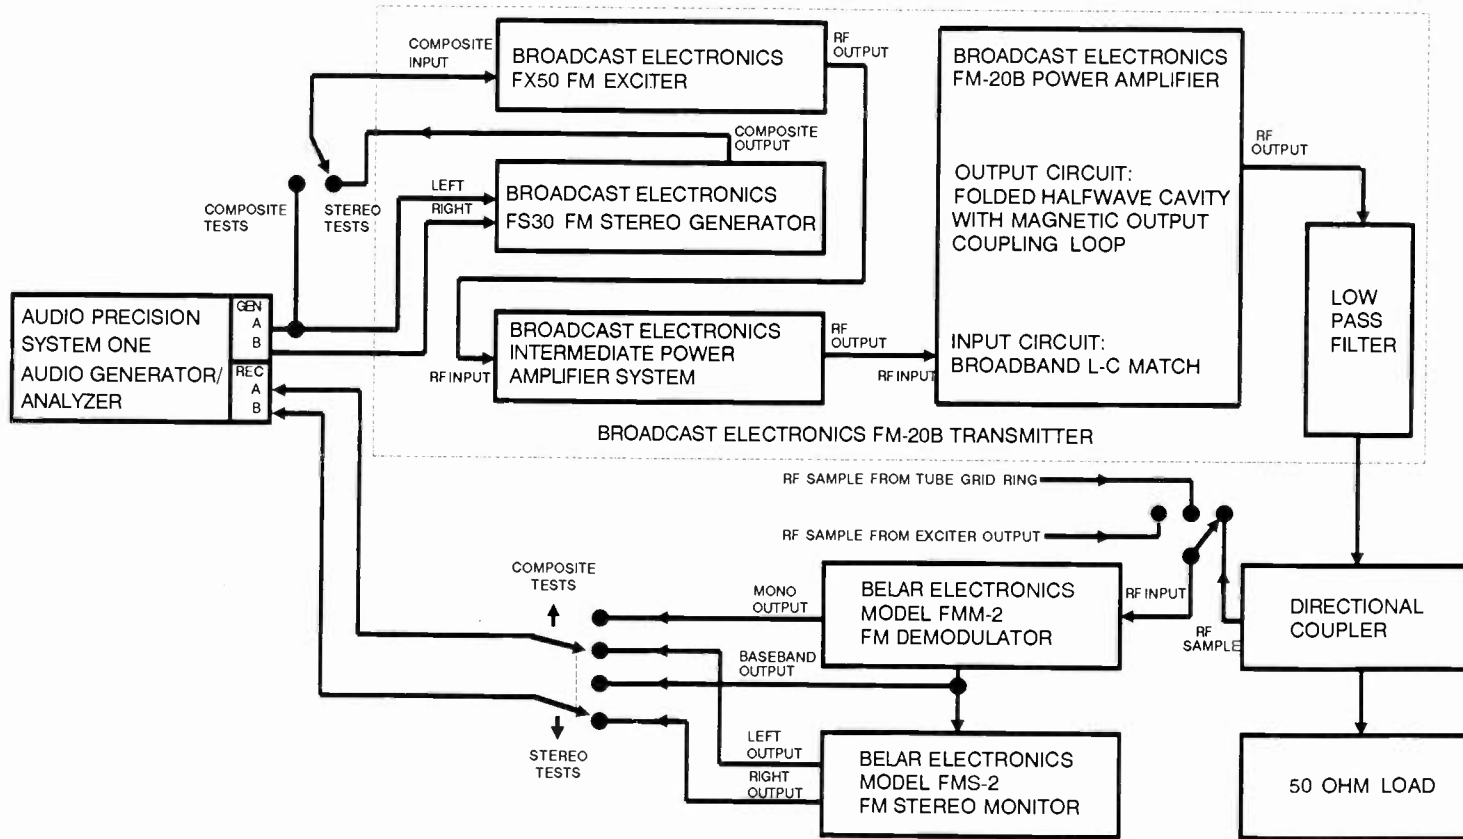 COMPOSITE
INPUT
BROADCAST ELECTRONICS
FX50 FM EXCITER
RF
OUTPUT
BROADCAST ELECTRONICS
FM-20B POWER AMPLIFIER
COMPOSITE
OUTPUT
RF
OUTPUT
LEFT
RIGHT
BROADCAST ELECTRONICS
FS30 FM STEREO GENERATOR
OUTPUT CIRCUIT:
FOLDED HALFWAVE CAVITY
WITH MAGNETIC OUTPUT
COUPLING LOOP
COMPOSITE
TESTS
STEREO
TESTS
AUDIO PRECISION
SYSTEM ONE
AUDIO GENERATOR/
ANALYZER
GEN
A
B
REC
A
B
RF INPUT
BROADCAST ELECTRONICS
INTERMEDIATE POWER
AMPLIFIER SYSTEM
RF
OUTPUT
RF INPUT
INPUT CIRCUIT:
BROADBAND L-C MATCH
LOW
PASS
FILTER
BROADCAST ELECTRONICS FM-20B TRANSMITTER
RF SAMPLE FROM TUBE GRID RING
RF SAMPLE FROM EXCITER OUTPUT
COMPOSITE
TESTS
MONO
OUTPUT
BELAR ELECTRONICS
MODEL FMM-2
FM DEMODULATOR
RF INPUT
RF
SAMPLE
DIRECTIONAL
COUPLER
BASEBAND
OUTPUT
STEREO
TESTS
LEFT
OUTPUT
RIGHT
OUTPUT
BELAR ELECTRONICS
MODEL FMS-2
FM STEREO MONITOR
50 OHM LOAD